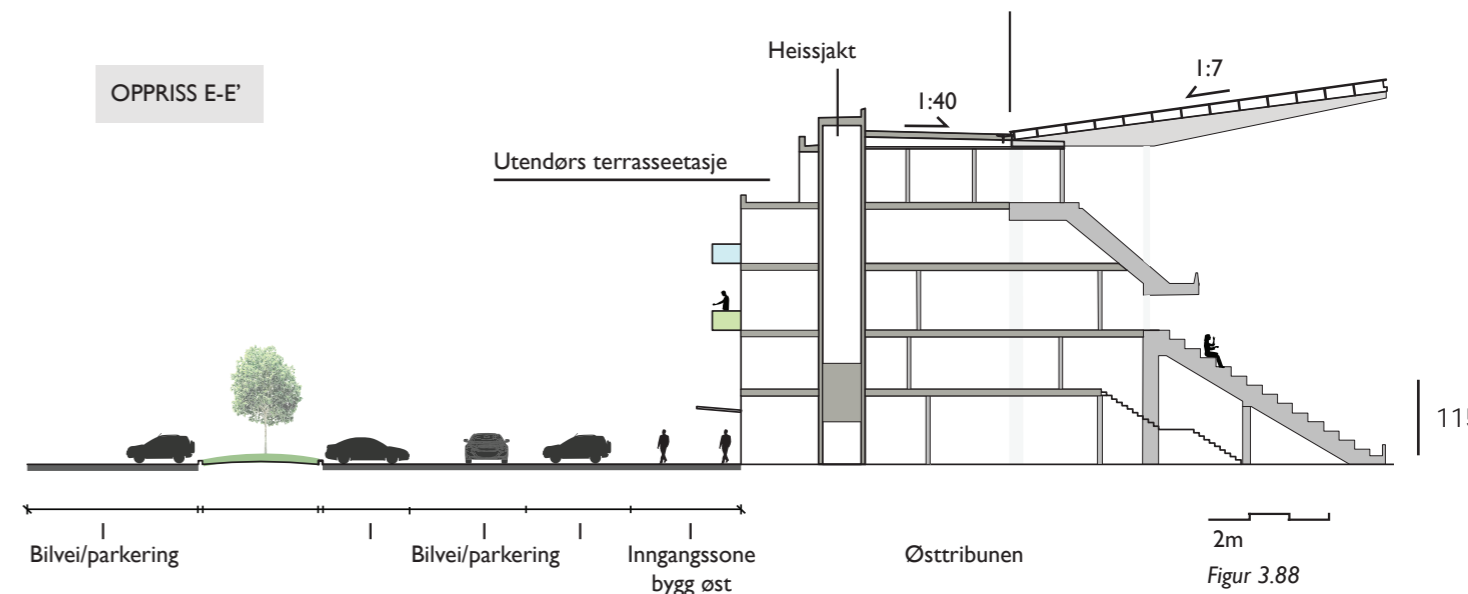 Heissjakt
OPPRISS E-E’
1:40
1:7
Utendørs terrasseetasje
115
Bilvei/parkering
Bilvei/parkering
Inngangssone
bygg øst
Østtribunen
2m
Figur 3.88